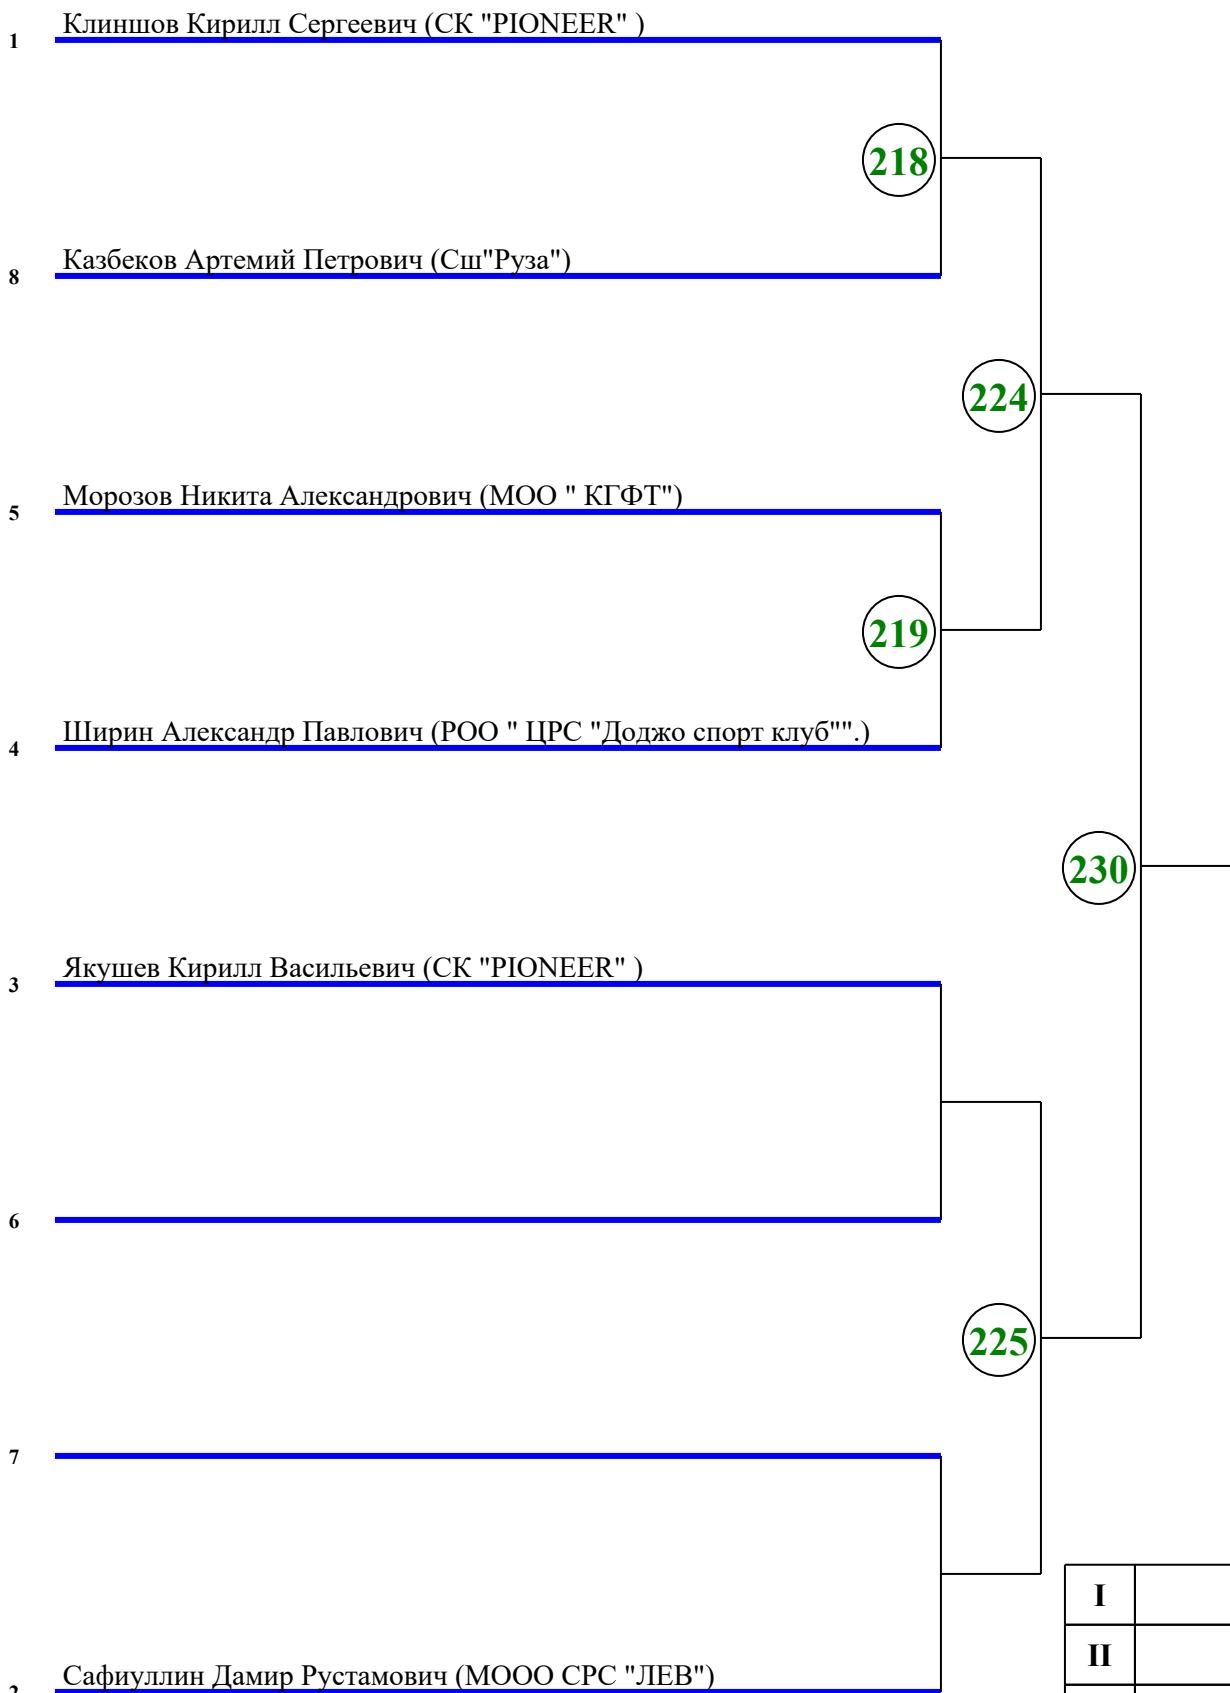 Клиншов Кирилл Сергеевич (СК "PIONEER" )
1
218
Казбеков Артемий Петрович (Сш"Руза")
8
224
Морозов Никита Александрович (МОО " КГФТ")
5
219
Ширин Александр Павлович (РОО " ЦРС "Доджо спорт клуб"".)
4
230
Якушев Кирилл Васильевич (СК "PIONEER" )
3
6
225
7
I
II
Сафиуллин Дамир Рустамович (МООО СРС "ЛЕВ")
2